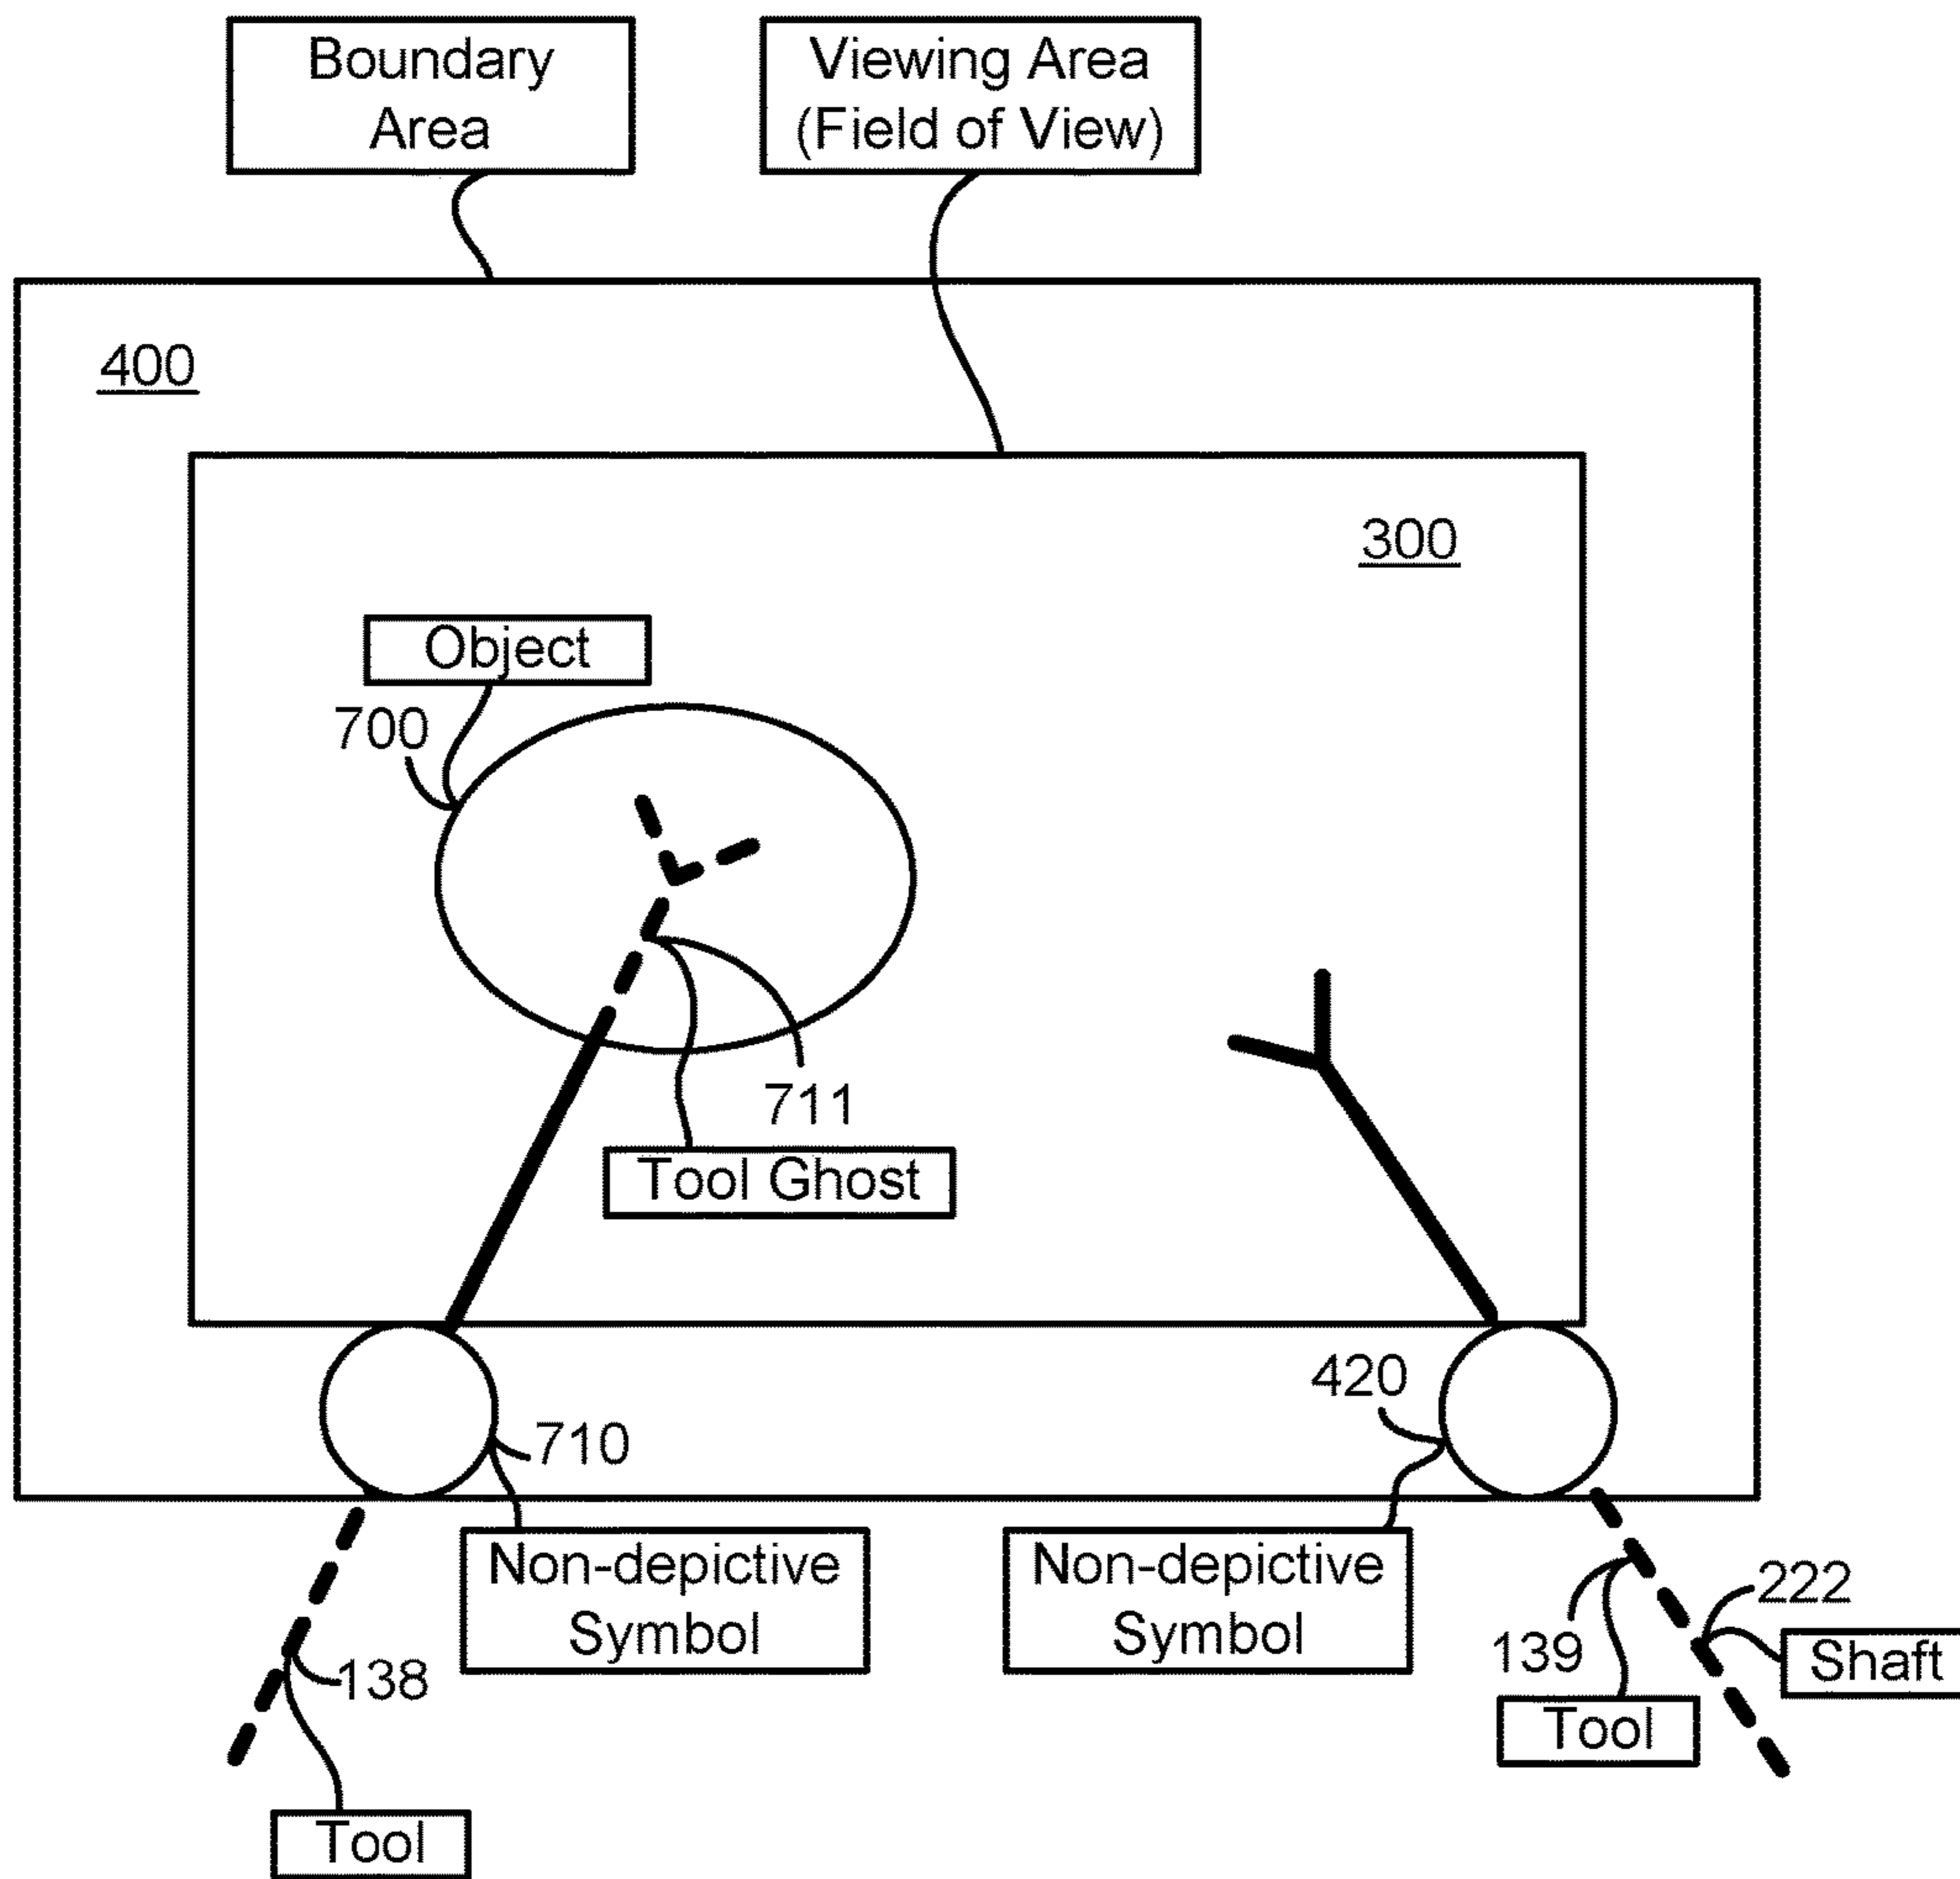 Boundary
Area
Viewing Area
(Field of View)
400
300
Object
700
711
Tool Ghost
420
710
Non-depictive
Symbol
Non-depictive
Symbol
222
139
Shaft
138
Tool
Tool